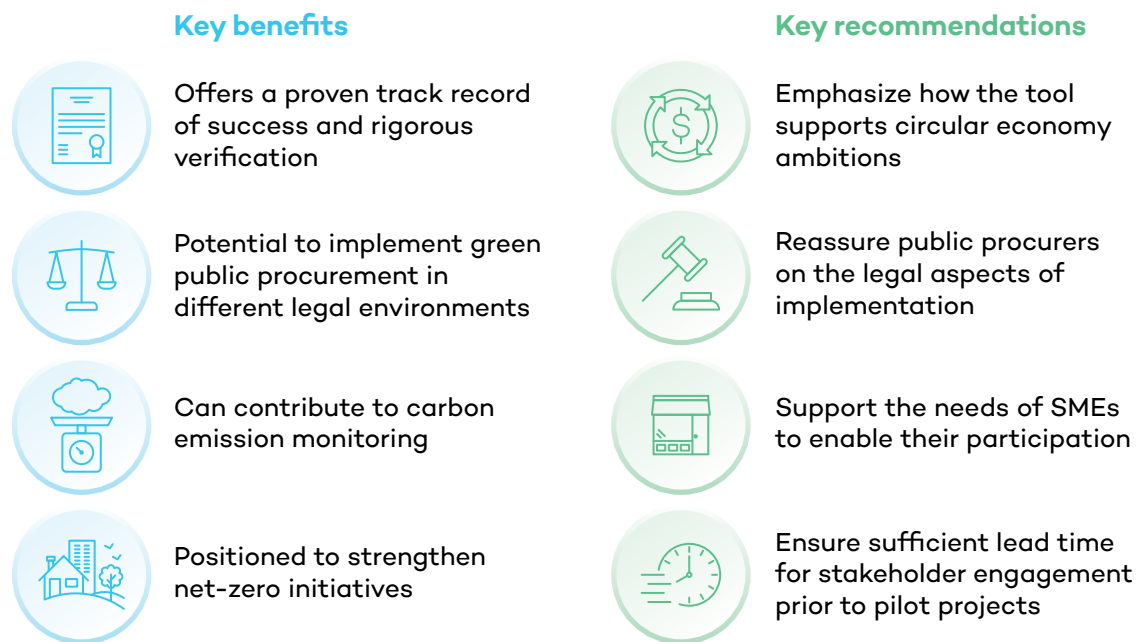 Key benefits
Offers a proven track record
of success and rigorous
verification
Potential to implement green
public procurement in
different legal environments
Can contribute to carbon
emission monitoring
Positioned to strengthen
net-zero initiatives
Key recommendations
$
Emphasize how the tool
supports circular economy
ambitions
Reassure public procurers
on the legal aspects of
implementation
Support the needs of SMEs
to enable their participation
Ensure sufficient lead time
for stakeholder engagement
prior to pilot projects